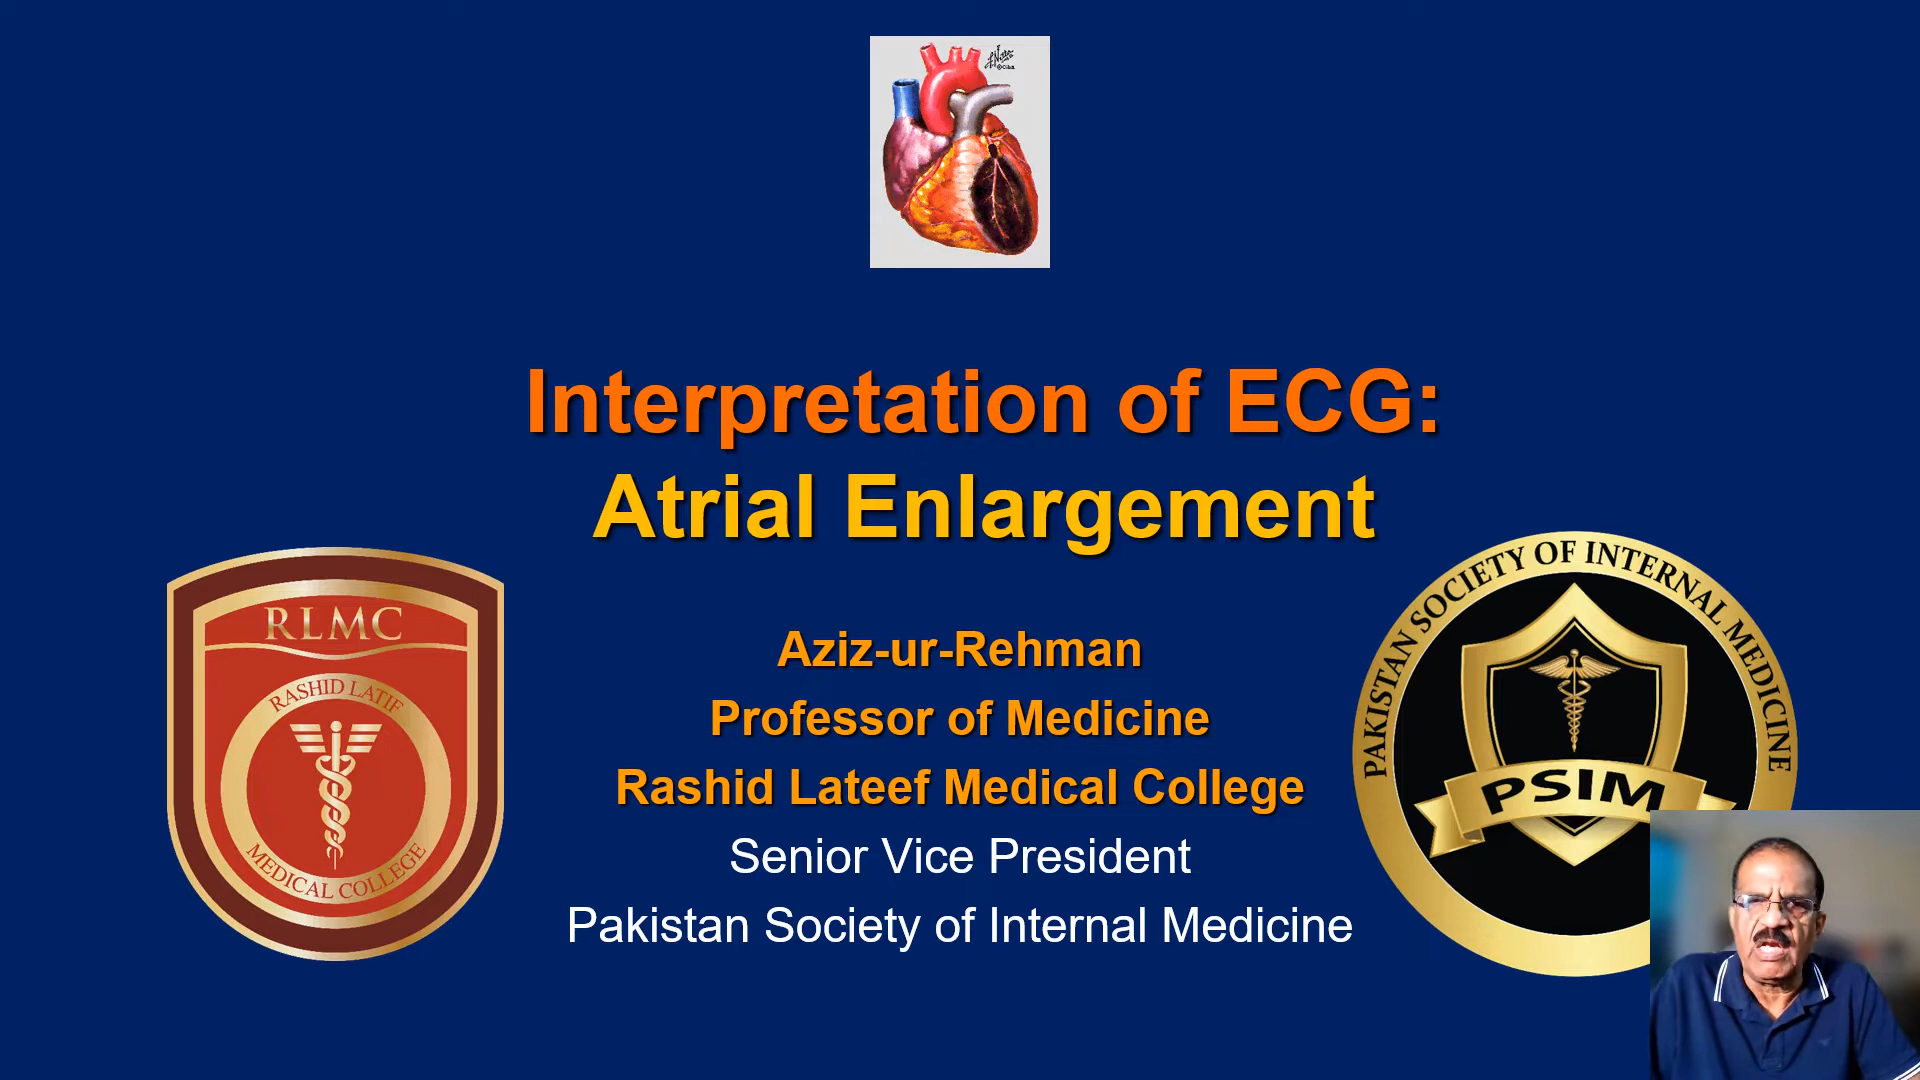 Interpretation of ECG:
Atrial Enlargement
RLMC
RASHID LATIF
MEDICAL COLLEGE
Aziz-ur-Rehman
Professor of Medicine
Rashid Lateef Medical College
Senior Vice President
Pakistan Society of Internal Medicine
PAKISTAN SOCIETY OF INTERNAL MEDICINE
PSIM